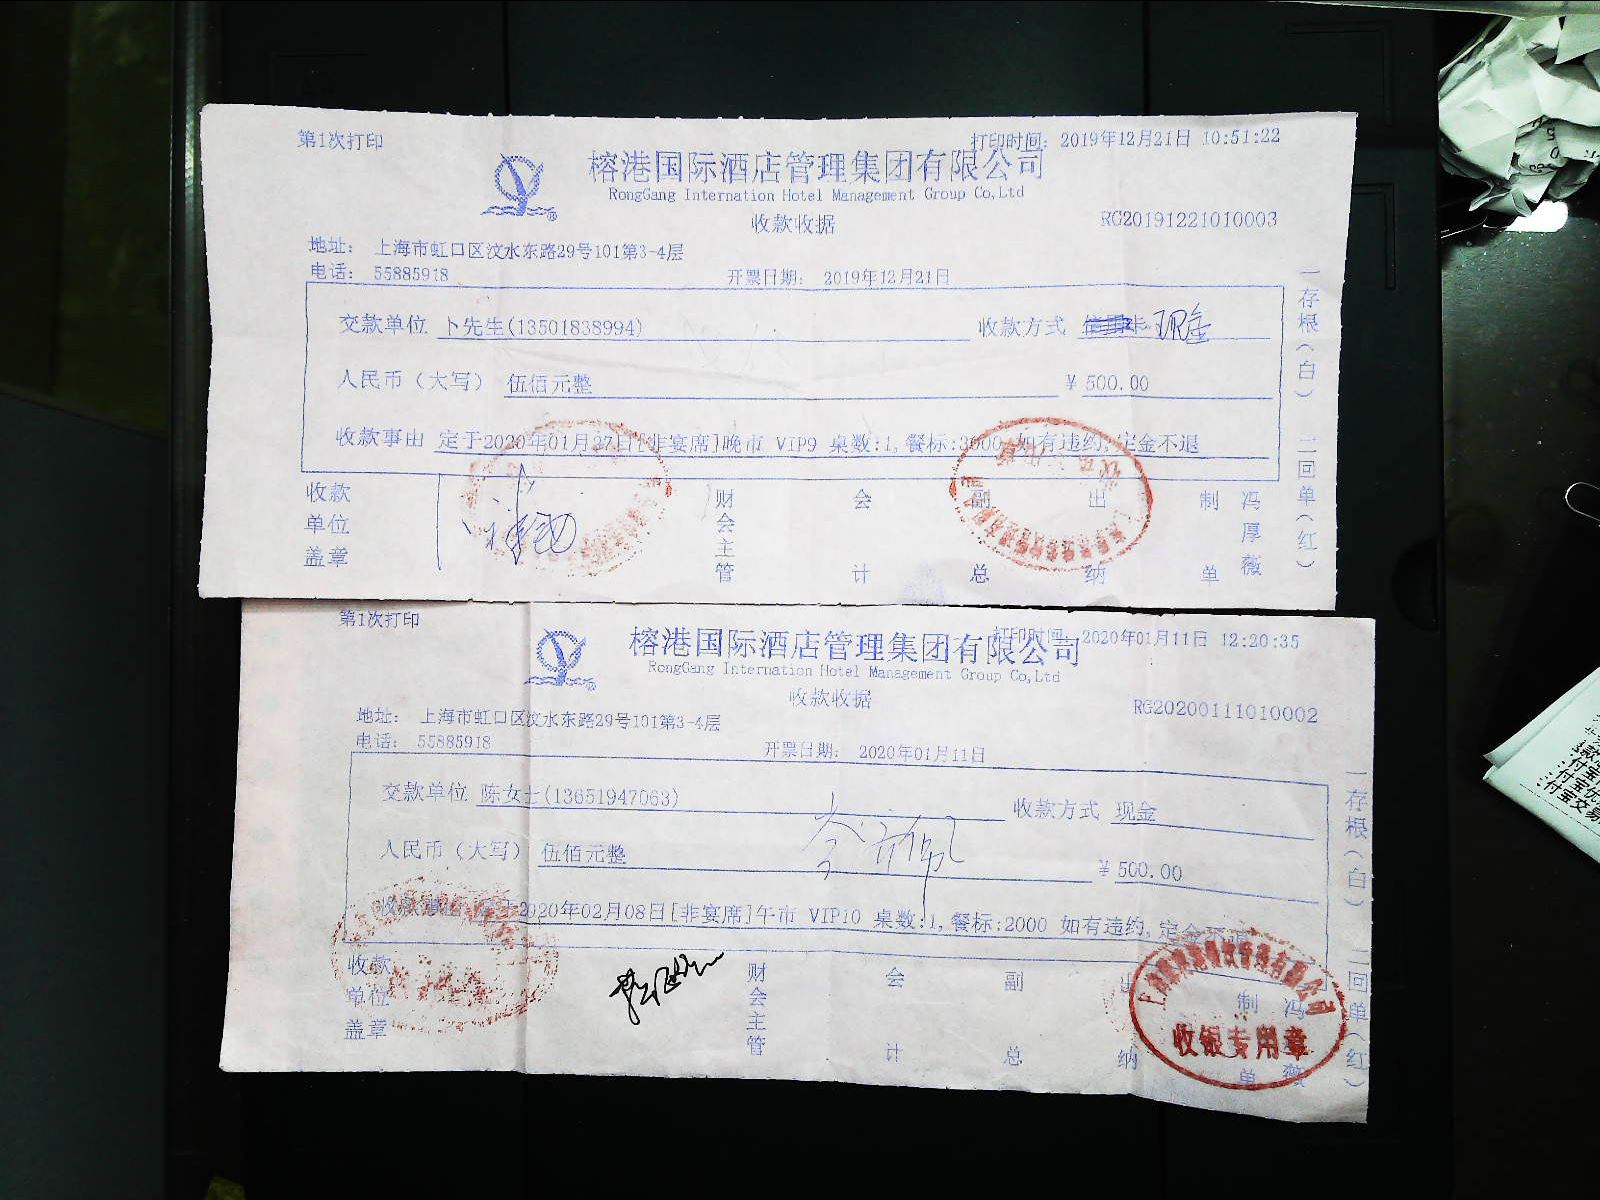 第1次打印
打印时间: 2019年12月21日 10:51:22
榕港国际酒店管理集团有限公司
RongGang International Hotel Management Group Co,Ltd
收款收据
RG20191221010003
地址: 上海市虹口区汶水东路29号101第3-4层
电话: 55885918
开票日期: 2019年12月21日
交款单位 卜先生(13501838994)
收款方式 信用卡 现金
人民币（大写） 伍佰元整
¥ 500.00
收款事由 定于2020年01月27日[非宴席]晚市 VIP9 桌数:1,餐标:3000 如有违约,定金不退
收款单位盖章
财会主管
会计
副总
出纳
制单
冯厚薇
一存根（白） 二回单（红）
第1次打印
打印时间: 2020年01月11日 12:20:35
榕港国际酒店管理集团有限公司
RongGang International Hotel Management Group Co,Ltd
收款收据
RG20200111010002
地址: 上海市虹口区汶水东路29号101第3-4层
电话: 55885918
开票日期: 2020年01月11日
交款单位 陈女士(13651947063)
收款方式 现金
人民币（大写） 伍佰元整
¥ 500.00
收款事由 定于2020年02月08日[非宴席]午市 VIP10 桌数:1,餐标:2000 如有违约,定金不退
收款单位盖章
财会主管
会计
副总
出纳
制单
冯厚薇
收银专用章
一存根（白） 二回单（红）